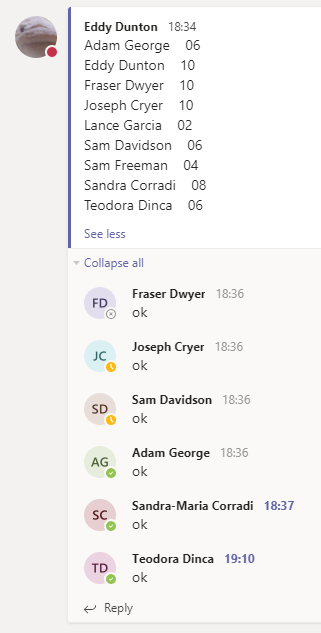 Eddy Dunton 18:34
Adam George 06
Eddy Dunton 10
Fraser Dwyer 10
Joseph Cryer 10
Lance Garcia 02
Sam Davidson 06
Sam Freeman 04
Sandra Corradi 08
Teodora Dinca 06
See less
Collapse all
FD Fraser Dwyer 18:36
ok
JC Joseph Cryer 18:36
ok
SD Sam Davidson 18:36
ok
AG Adam George 18:36
ok
SC Sandra-Maria Corradi 18:37
ok
TD Teodora Dinca 19:10
ok
Reply